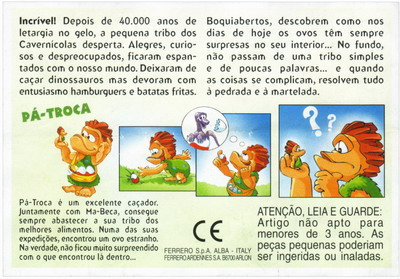 Incrível! Depois de 40.000 anos de
letargia no gelo, a pequena tribo dos
Cavernícolas desperta. Alegres, curio-
sos e despreocupados, ficaram espan-
tados com o nosso mundo. Deixaram de
caçar dinossauros mas devoram com
entusiasmo hamburguers e batatas fritas.
Boquiabertos, descobrem como nos
dias de hoje os ovos têm sempre
surpresas no seu interior... No fundo,
não passam de uma tribo simples
e de poucas palavras... e quando
as coisas se complicam, resolvem tudo
à pedrada e à martelada.
PÁ-TROCA
? ?
Pá-Troca é um excelente caçador.
Juntamente com Ma-Beca, consegue
sempre abastecer a sua tribo dos
melhores alimentos. Numa das suas
expedições, encontrou um ovo estranho.
Na verdade, não ficou muito surpreendido
com o que encontrou lá dentro...
CE
FERRERO S.p.A. ALBA - ITALY
FERRERO ARDENNES S.A. B6700 ARLON
ATENÇÃO, LEIA E GUARDE:
Artigo não apto para
menores de 3 anos. As
peças pequenas poderiam
ser ingeridas ou inaladas.